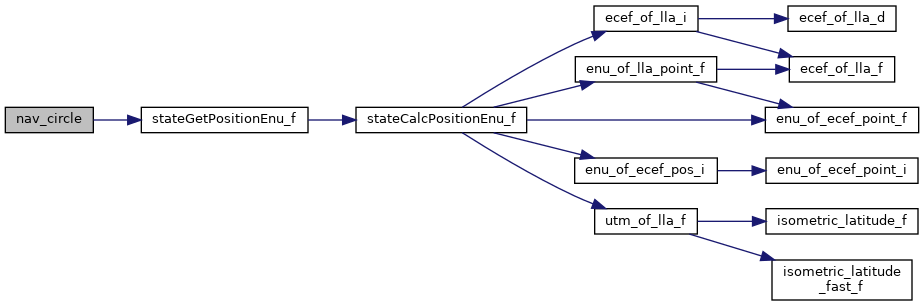 nav_circle
stateGetPositionEnu_f
stateCalcPositionEnu_f
ecef_of_lla_i
enu_of_lla_point_f
enu_of_ecef_pos_i
utm_of_lla_f
ecef_of_lla_d
ecef_of_lla_f
enu_of_ecef_point_f
enu_of_ecef_point_i
isometric_latitude_f
isometric_latitude
_fast_f